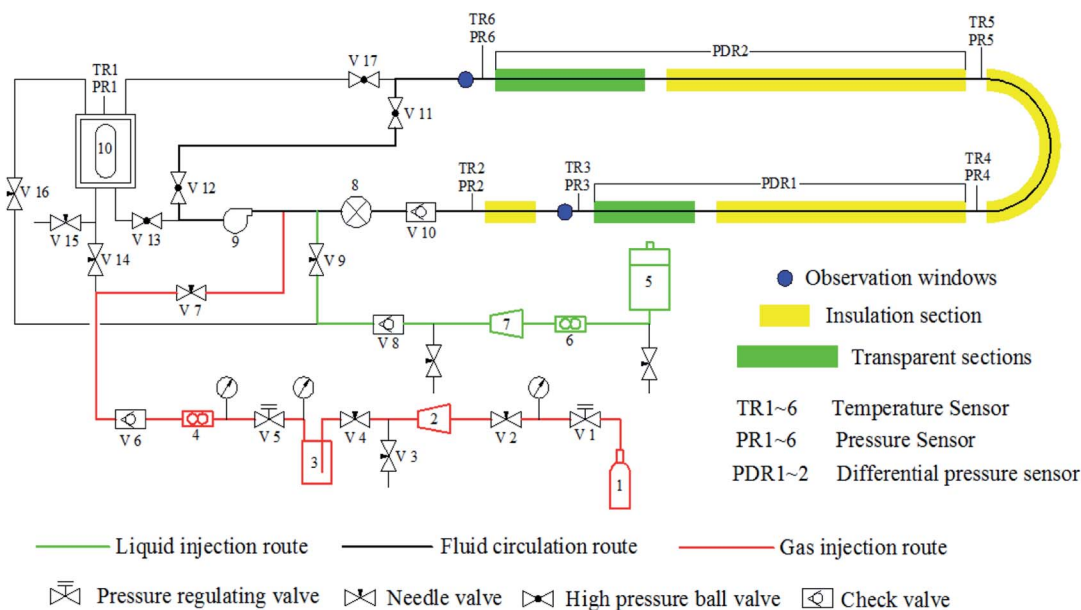 TR6
PR6
TR5
PR5
PDR2
V 17
TR1
PR1
V 11
10
V 16
V 12
TR2
PR2
TR3
PR3
TR4
PR4
PDR1
8
V 15
V 13
9
V 10
V 14
V 9
5
Observation windows
V 7
7
Insulation section
V 8
6
Transparent sections
TR1~6 Temperature Sensor
V 6
4
V 5
V 4
2
V 2
V 1
PR1~6 Pressure Sensor
3
V 3
1
PDR1~2 Differential pressure sensor
Liquid injection route
Fluid circulation route
Gas injection route
Pressure regulating valve
Needle valve
High pressure ball valve
Check valve